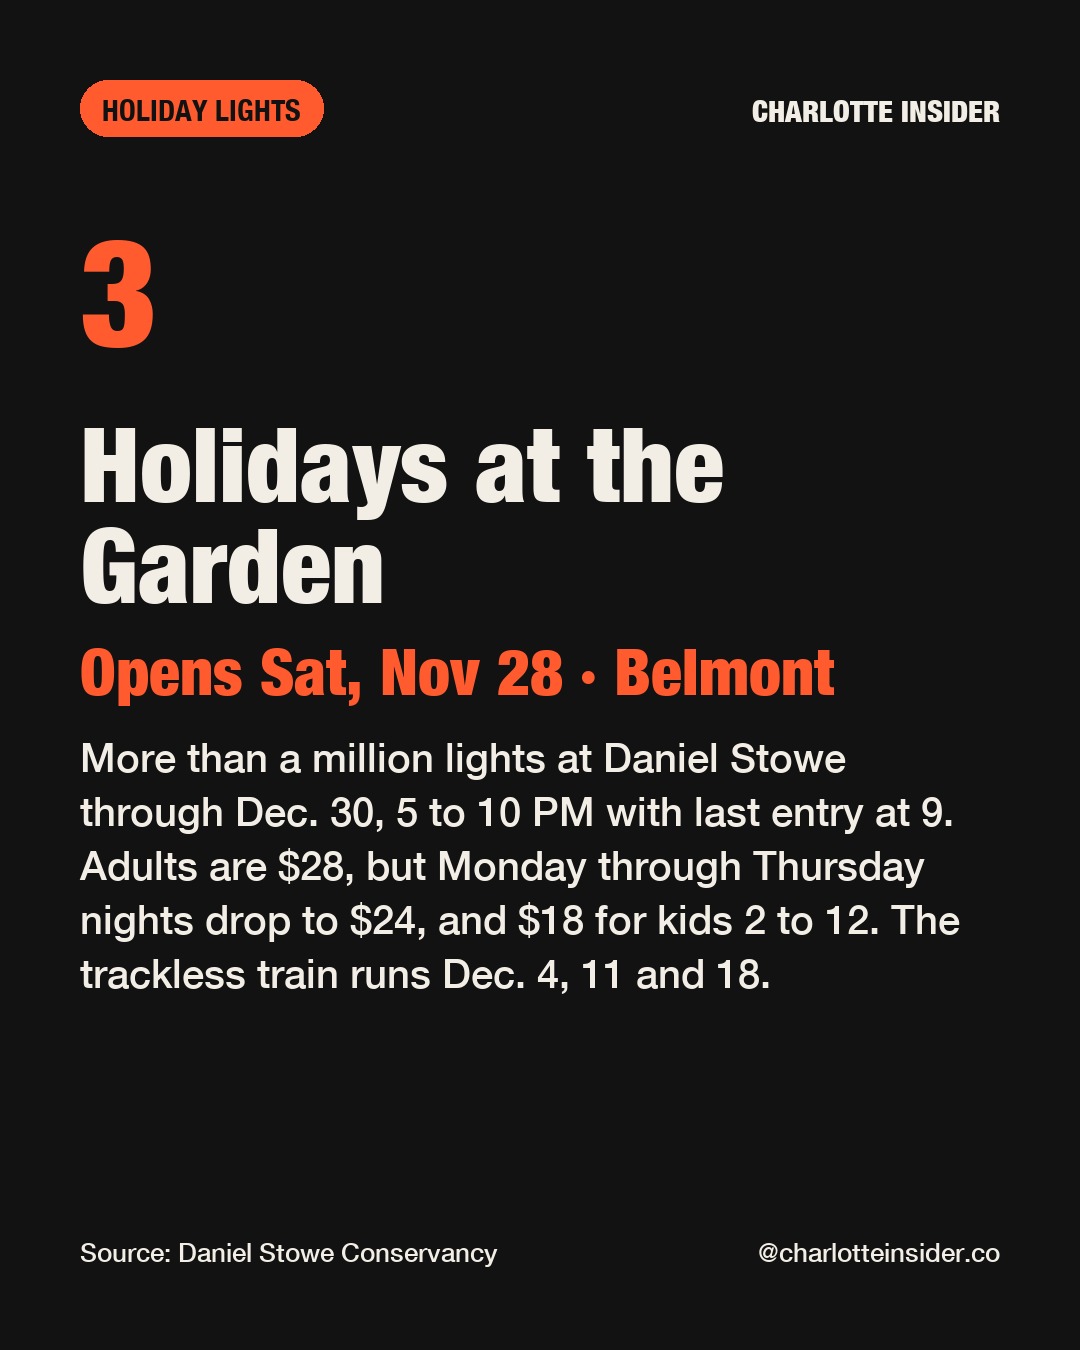 HOLIDAY LIGHTS
CHARLOTTE INSIDER
3
Holidays at the
Garden
Opens Sat, Nov 28 · Belmont
More than a million lights at Daniel Stowe
through Dec. 30, 5 to 10 PM with last entry at 9.
Adults are $28, but Monday through Thursday
nights drop to $24, and $18 for kids 2 to 12. The
trackless train runs Dec. 4, 11 and 18.
Source: Daniel Stowe Conservancy
@charlotteinsider.co